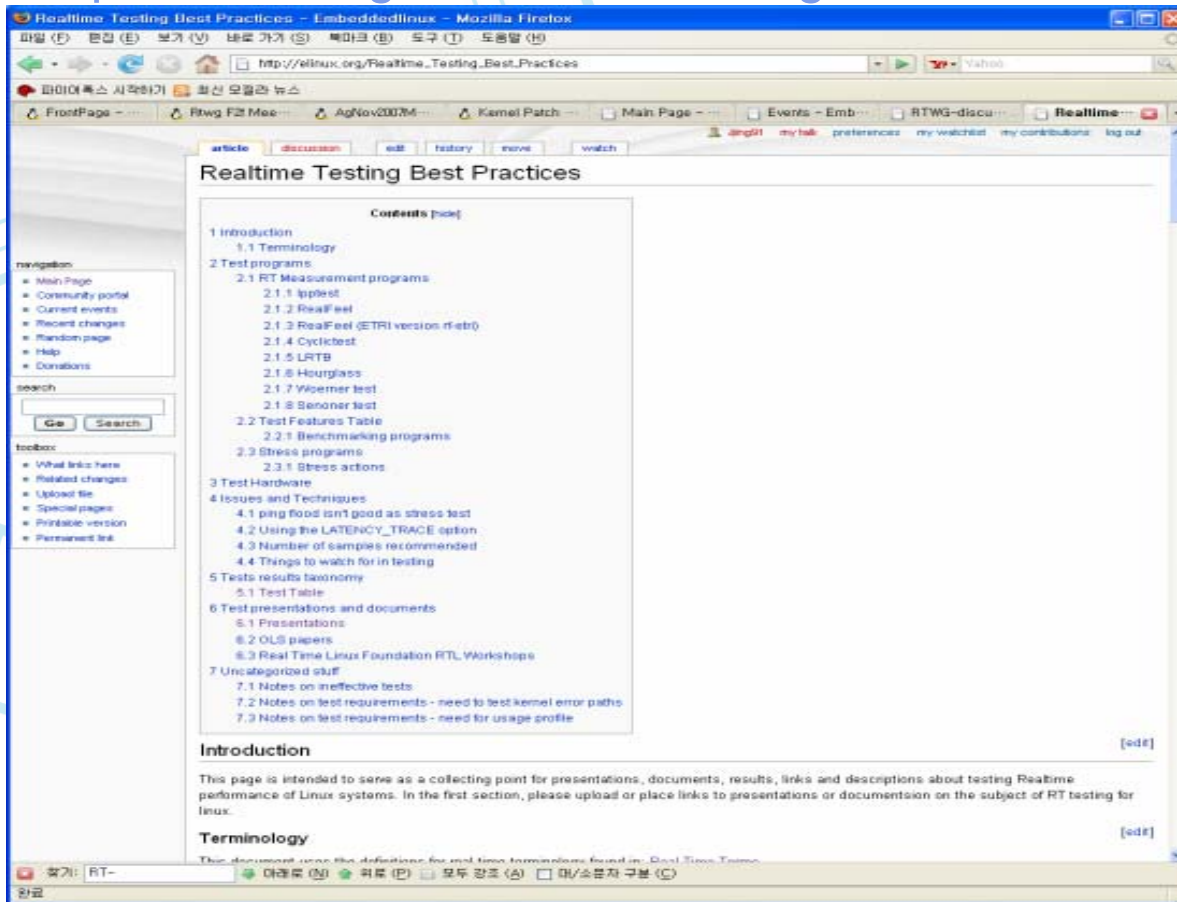 Realtime Testing Best Practices - Embeddedlinux - Mozilla Firefox
파일 (F) 편집 (E) 보기 (V) 바로 가기 (S) 북마크 (B) 도구 (T) 도움말 (H)
http://elinux.org/Realtime_Testing_Best_Practices
Yahoo
파이어폭스 시작하기 최신 모질라 뉴스
FrontPage - ... Rtwg F2f Mee... AgNov2007M... Kernel Patch ... Main Page - ... Events - Emb... RTWG-discu... Realtime...
my talk preferences my watchlist my contributions log out
article discussion edit history move watch
Realtime Testing Best Practices
Contents [hide]
1 Introduction
1.1 Terminology
2 Test programs
2.1 RT Measurement programs
2.1.1 lpptest
2.1.2 RealFeel
2.1.3 RealFeel (ETRI version rf-etri)
2.1.4 Cyclictest
2.1.5 LRTB
2.1.6 Hourglass
2.1.7 Woerner test
2.1.8 Senoner test
2.2 Test Features Table
2.2.1 Benchmarking programs
2.3 Stress programs
2.3.1 Stress actions
3 Test Hardware
4 Issues and Techniques
4.1 ping flood isn't good as stress test
4.2 Using the LATENCY_TRACE option
4.3 Number of samples recommended
4.4 Things to watch for in testing
5 Tests results taxonomy
5.1 Test Table
6 Test presentations and documents
6.1 Presentations
6.2 OLS papers
6.3 Real Time Linux Foundation RTL Workshops
7 Uncategorized stuff
7.1 Notes on ineffective tests
7.2 Notes on test requirements - need to test kernel error paths
7.3 Notes on test requirements - need for usage profile
navigation
Main Page
Community portal
Current events
Recent changes
Random page
Help
Donations
search
Go Search
toolbox
What links here
Related changes
Upload file
Special pages
Printable version
Permanent link
Introduction [edit]
This page is intended to serve as a collecting point for presentations, documents, results, links and descriptions about testing Realtime
performance of Linux systems. In the first section, please upload or place links to presentations or documentsion on the subject of RT testing for
linux.
Terminology [edit]
This document uses the definitions for real time terminology found in: Real Time Terms
찾기: RT- 아래로 (N) 위로 (P) 모두 강조 (A) 대/소문자 구분 (C)
완료